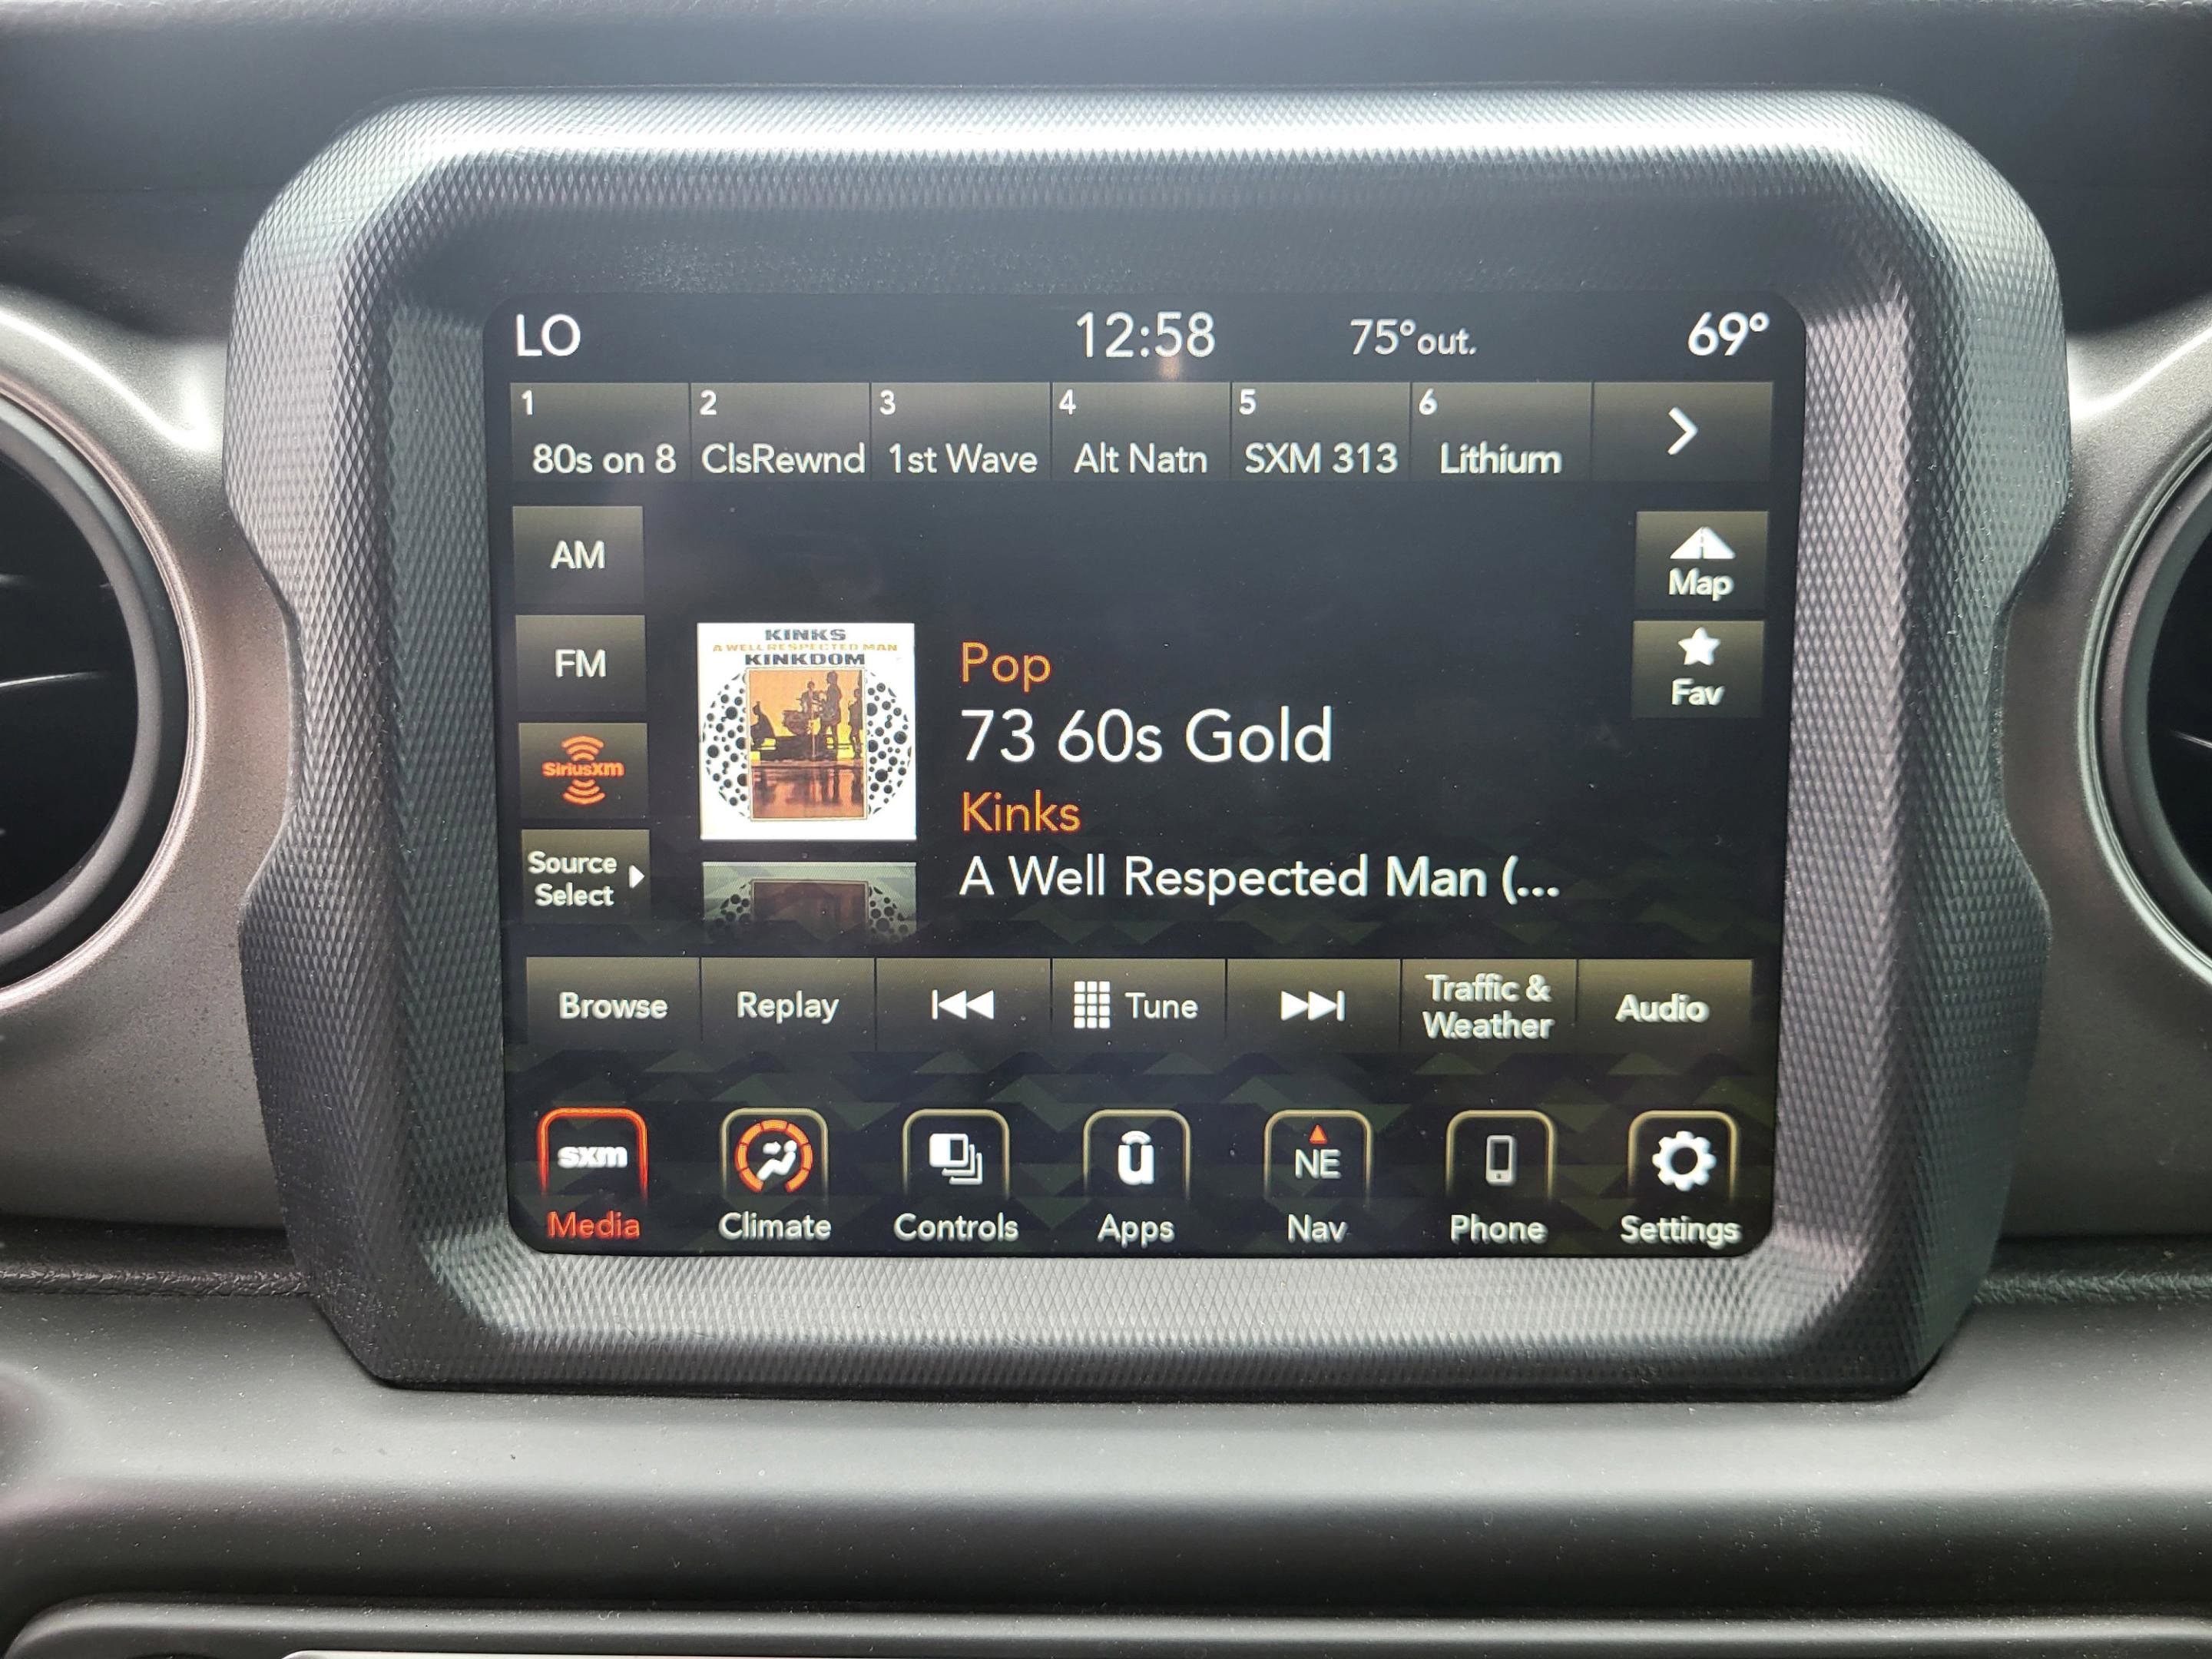 LO
12:58
75°out.
69°
1
80s on 8
2
ClsRewnd
3
1st Wave
4
Alt Natn
5
SXM 313
6
Lithium
AM
FM
SiriusXm
Source
Select
KINKS
A WELL RESPECTED MAN
KINKDOM
Pop
73 60s Gold
Kinks
A Well Respected Man (...
Map
Fav
Browse
Replay
Tune
Traffic &
Weather
Audio
sxm
Media
Climate
Controls
u
Apps
NE
Nav
Phone
Settings